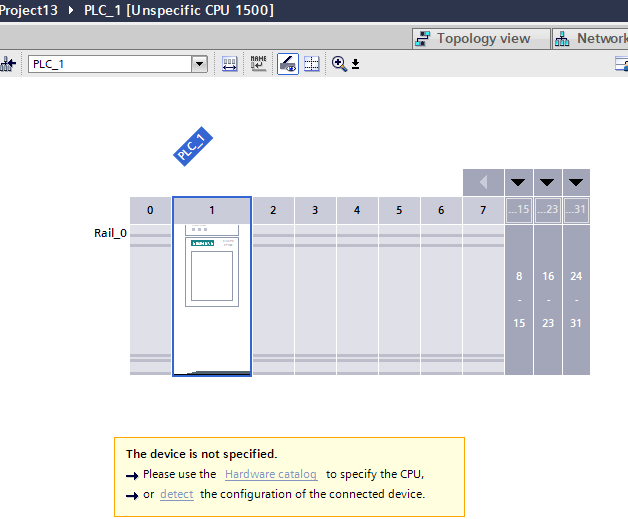 Project13 ▸ PLC_1 [Unspecific CPU 1500]
Topology view
Network
PLC_1
NAME
PLC_1
0 1 2 3 4 5 6 7 ...15 ...23 ...31
Rail_0
SIEMENS
8 16 24
- - -
15 23 31
The device is not specified.
Please use the Hardware catalog to specify the CPU,
or detect the configuration of the connected device.